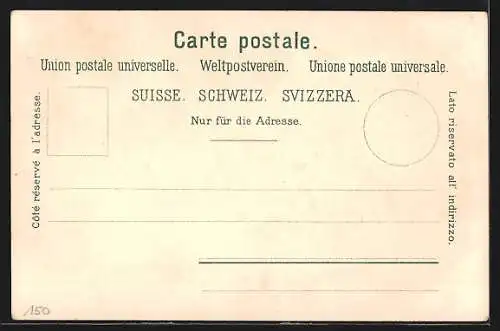 Carte postale.
Union postale universelle. Weltpostverein. Unione postale universale.
SUISSE. SCHWEIZ. SVIZZERA.
Nur für die Adresse.
Côté réservé à l'adresse.
Lato riservato all' indirizzo.
150